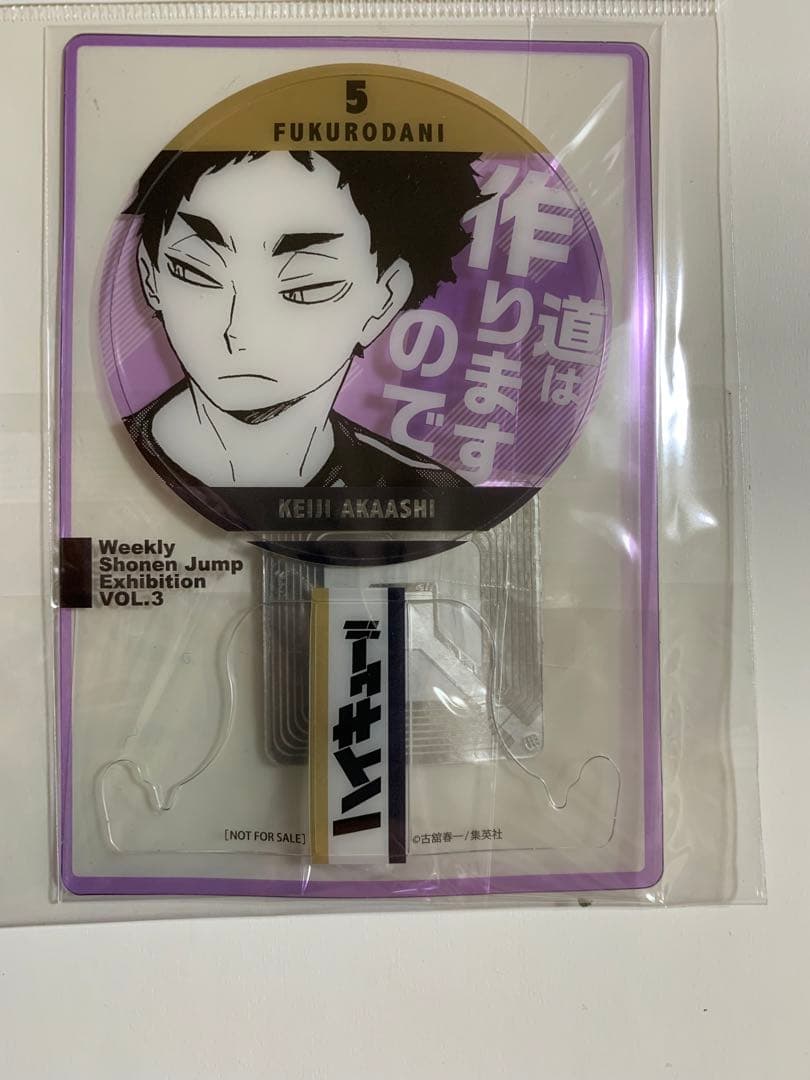 5
FUKURODANI
道は
作ります
ので
KEIJI AKAASHI
Weekly
Shonen Jump
Exhibition
VOL.3
ハイキュー!!
[NOT FOR SALE]
©古舘春一/集英社